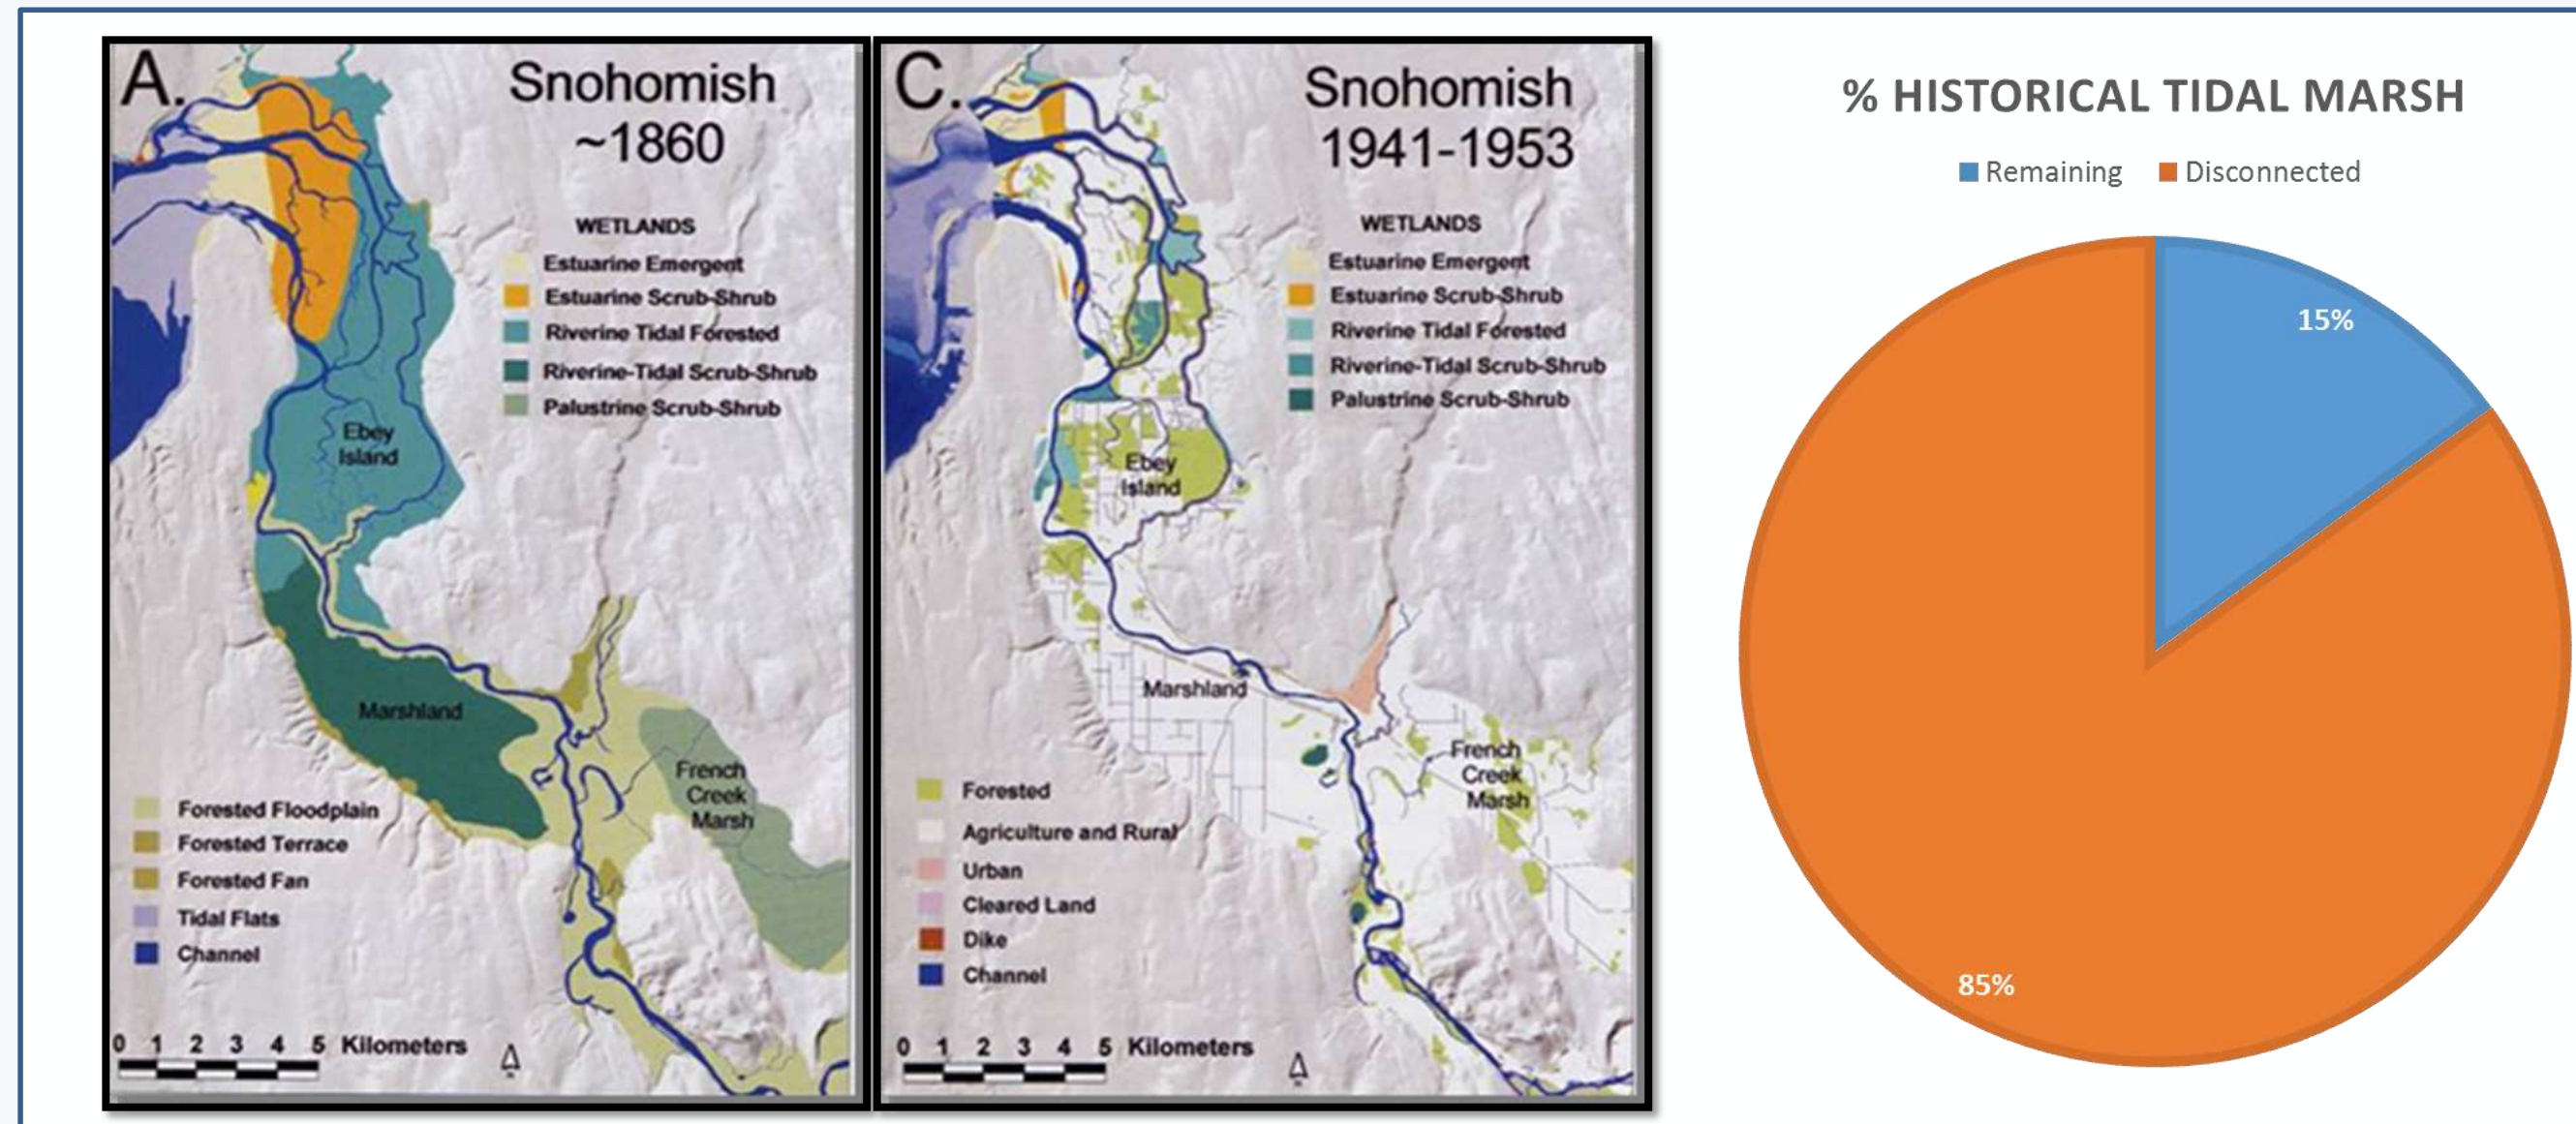 A.
Snohomish
~1860
WETLANDS
Estuarine Emergent
Estuarine Scrub-Shrub
Riverine Tidal Forested
Riverine-Tidal Scrub-Shrub
Palustrine Scrub-Shrub
Ebey
Island
Marshland
French
Creek
Marsh
Forested Floodplain
Forested Terrace
Forested Fan
Tidal Flats
Channel
0 1 2 3 4 5 Kilometers
C.
Snohomish
1941-1953
WETLANDS
Estuarine Emergent
Estuarine Scrub-Shrub
Riverine Tidal Forested
Riverine-Tidal Scrub-Shrub
Palustrine Scrub-Shrub
Ebey
Island
Marshland
French
Creek
Marsh
Forested
Agriculture and Rural
Urban
Cleared Land
Dike
Channel
0 1 2 3 4 5 Kilometers
% HISTORICAL TIDAL MARSH
Remaining Disconnected
15%
85%